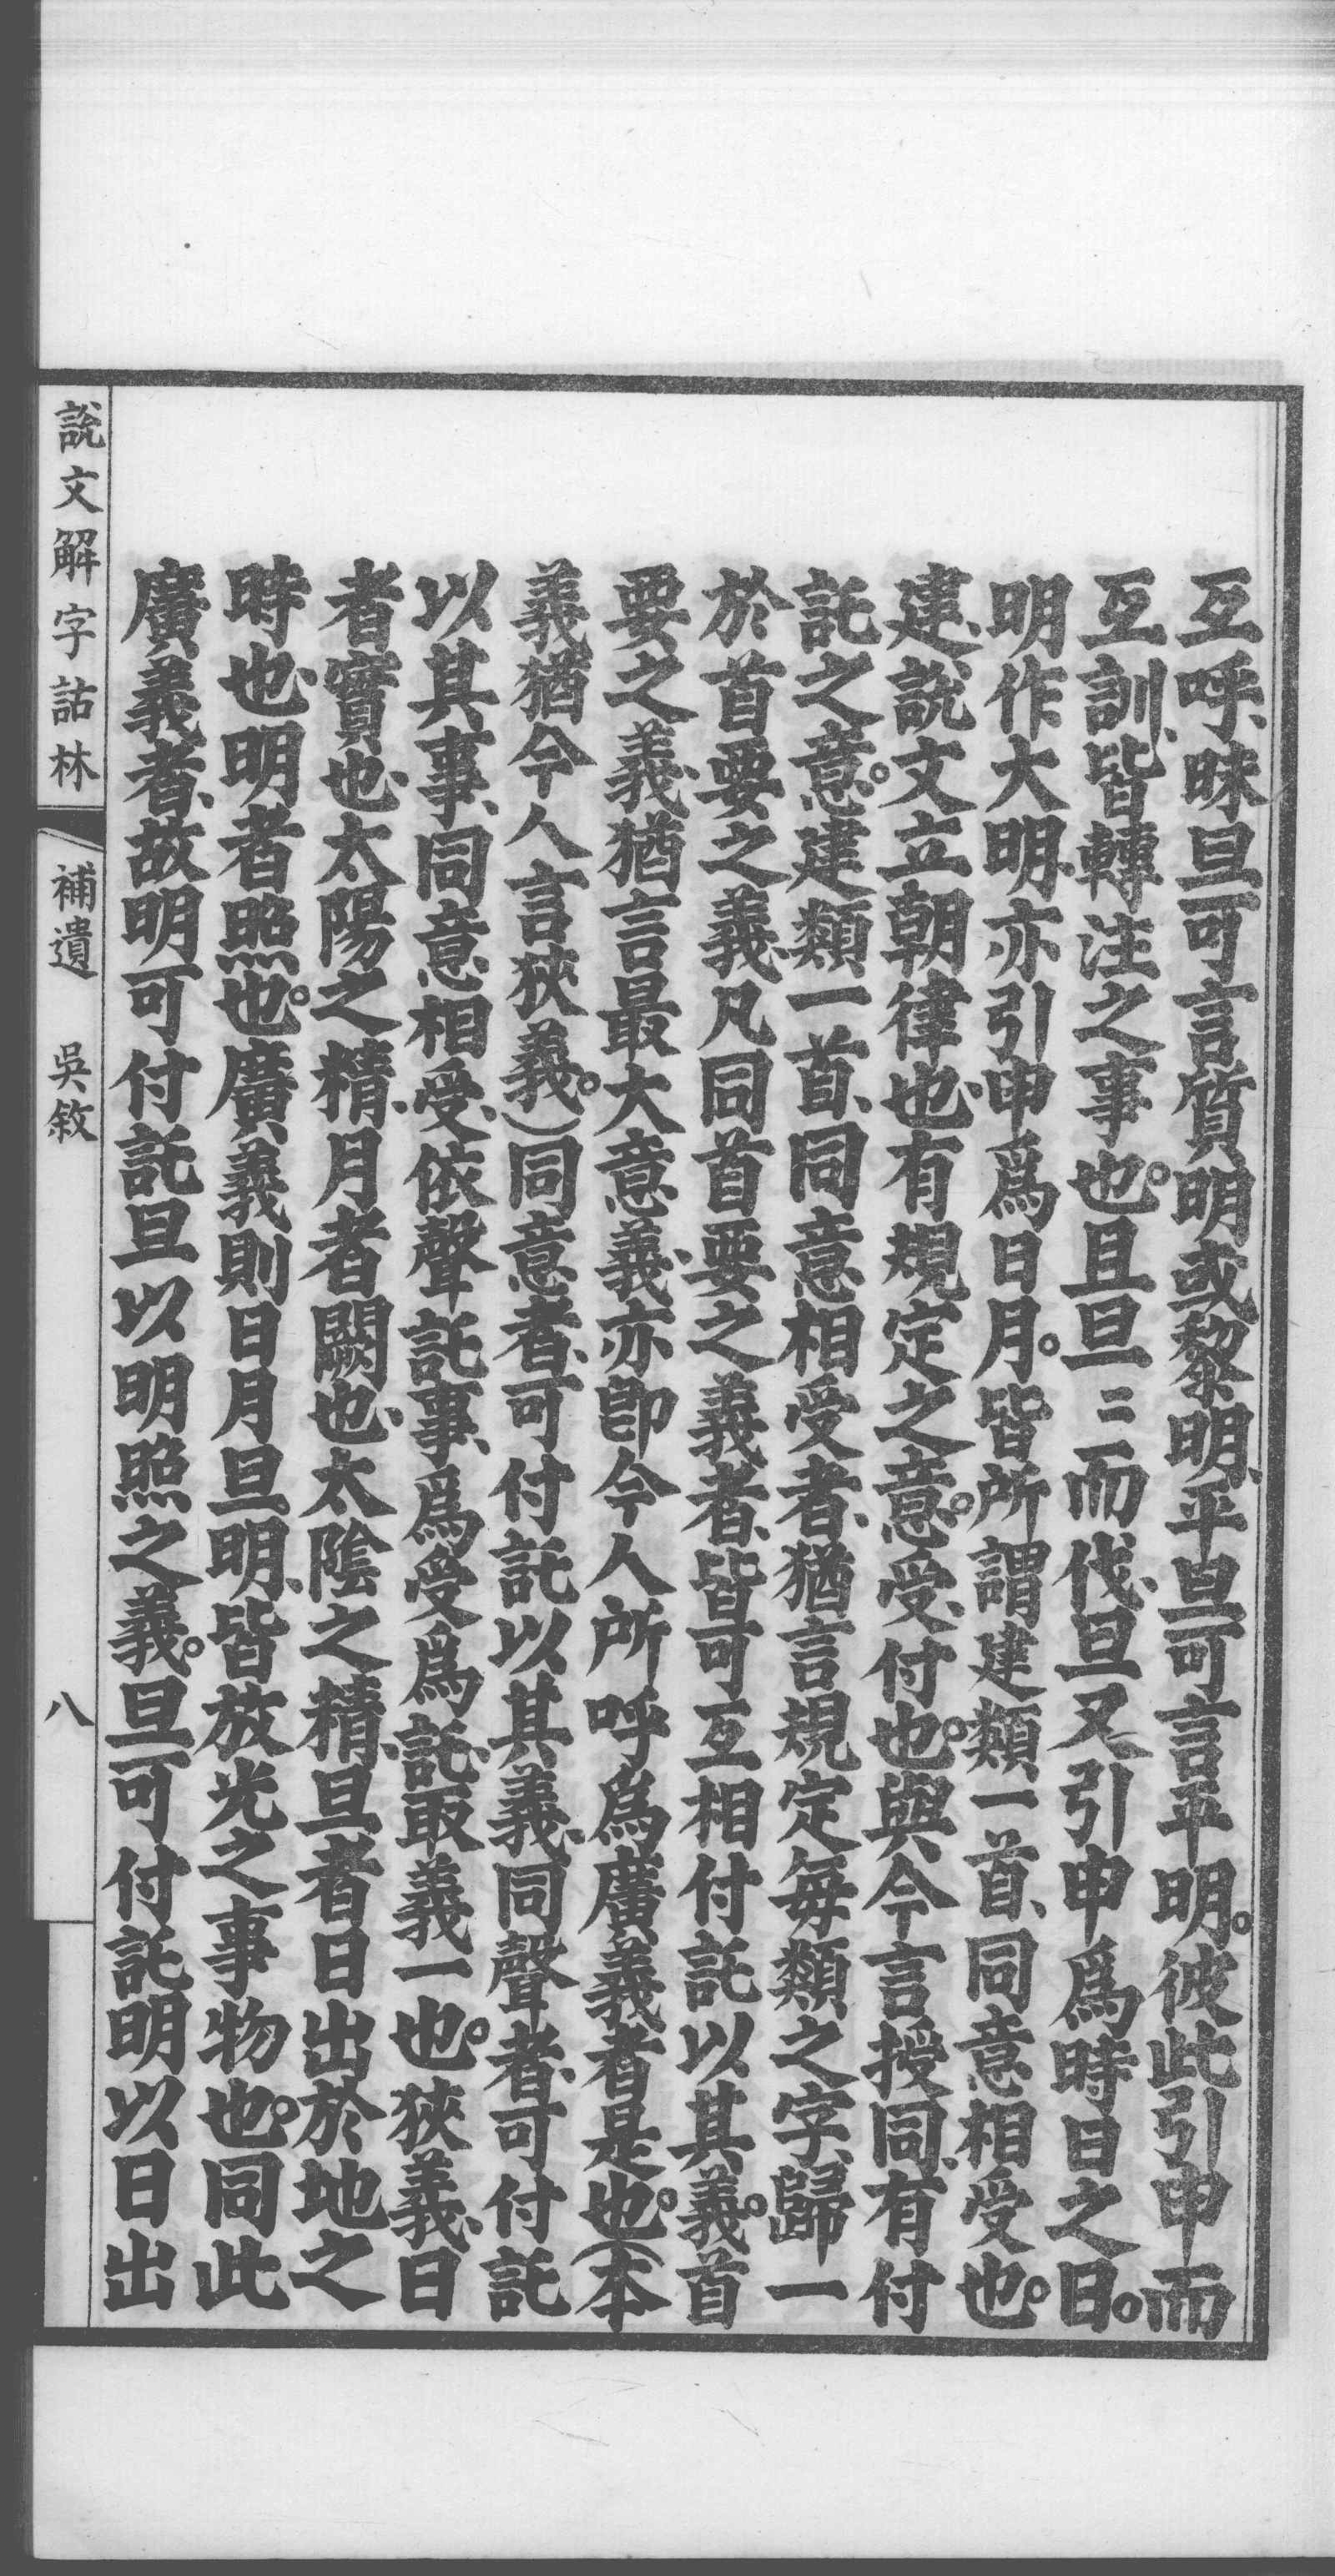 互呼、昧旦可言質明或黎明、平旦可言平明。彼此引申而
互訓、皆轉注之事也。且旦三三而伐、旦又引申爲時日之日。
明作大明、亦引申爲日月。皆所謂建類一首、同意相受也。
建、說文立朝律也、有規定之意。受、付也。與今言授同、有付
託之意。建類一首、同意相受者、猶言規定每類之字、歸一
於首要之義、凡同首要之義者、皆可互相付託以其義。首
要之義、猶言最大意義、亦卽今人所呼爲廣義者是也。(本
義猶今人言狹義。)同意者、可付託以其義、同聲者、可付託
以其事、同意相受、依聲託事、爲受爲託、取義一也。狹義、日
者實也、太陽之精、月者闕也、太陰之精、旦者日出於地之
時也、明者照也。廣義則日月旦明、皆放光之事物也。同此
廣義者、故明可付託旦以明照之義。旦可付託明以日出
說文解字詁林
補遺 吳敘
八